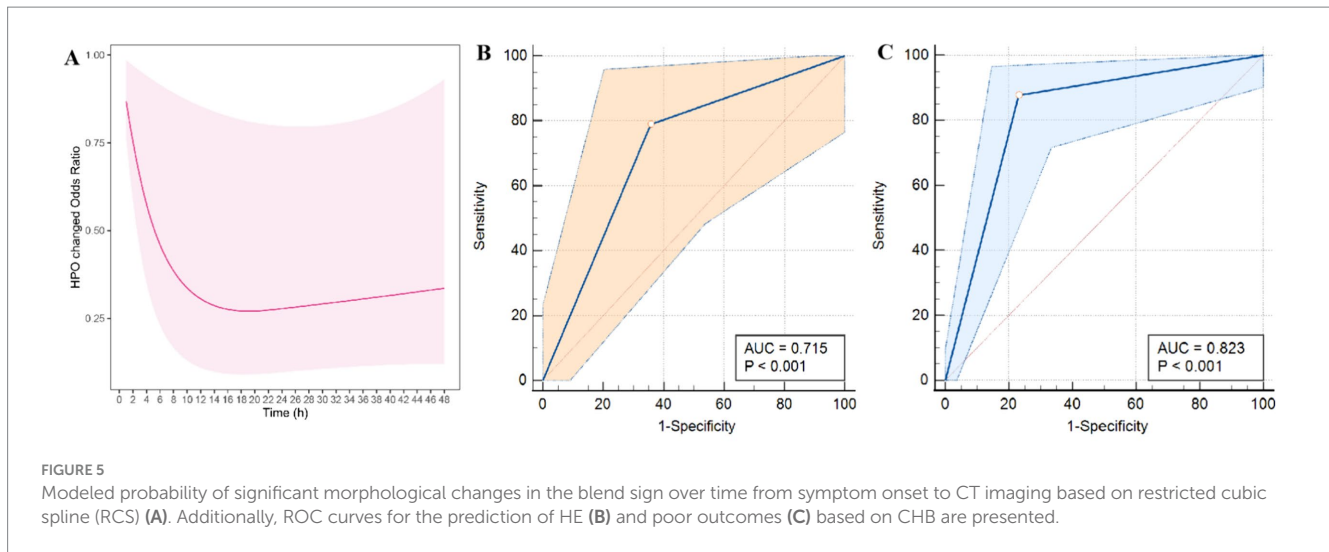 A
HPO changed Odds Ratio
1.00
0.75
0.50
0.25
0 2 4 6 8 10 12 14 16 18 20 22 24 26 28 30 32 34 36 38 40 42 44 46 48
Time (h)
B
Sensitivity
100
80
60
40
20
0
AUC = 0.715
P < 0.001
0 20 40 60 80 100
1-Specificity
C
Sensitivity
100
80
60
40
20
0
AUC = 0.823
P < 0.001
0 20 40 60 80 100
1-Specificity
FIGURE 5
Modeled probability of significant morphological changes in the blend sign over time from symptom onset to CT imaging based on restricted cubic
spline (RCS) (A). Additionally, ROC curves for the prediction of HE (B) and poor outcomes (C) based on CHB are presented.